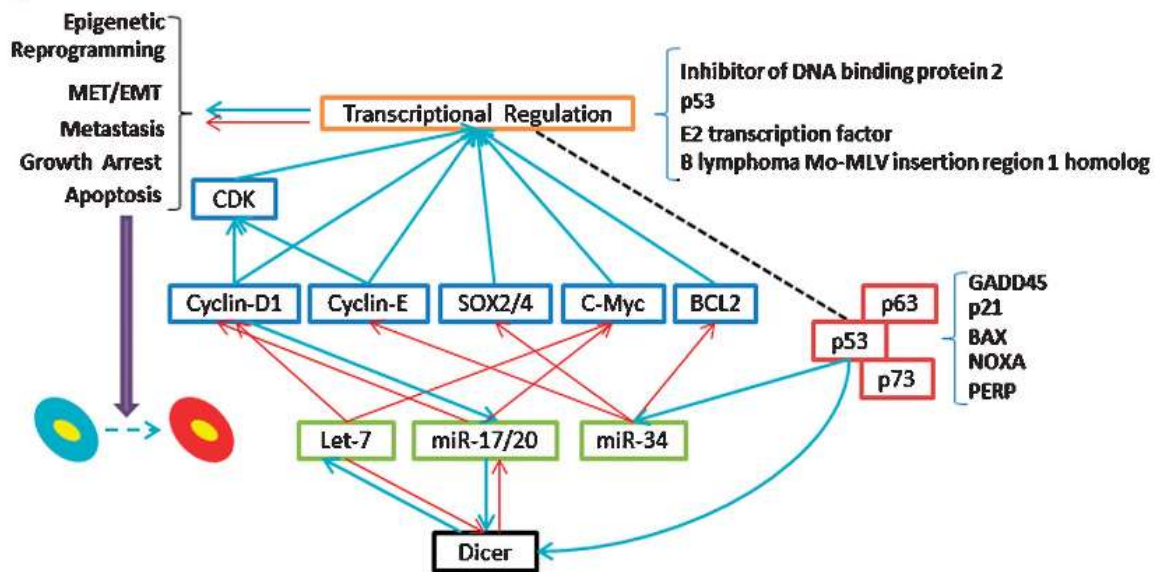 Epigenetic
Reprogramming
MET/EMT
Metastasis
Growth Arrest
Apoptosis
Transcriptional Regulation
Inhibitor of DNA binding protein 2
p53
E2 transcription factor
B lymphoma Mo-MLV insertion region 1 homolog
CDK
Cyclin-D1
Cyclin-E
SOX2/4
C-Myc
BCL2
p63
p53
p73
GADD45
p21
BAX
NOXA
PERP
Let-7
miR-17/20
miR-34
Dicer